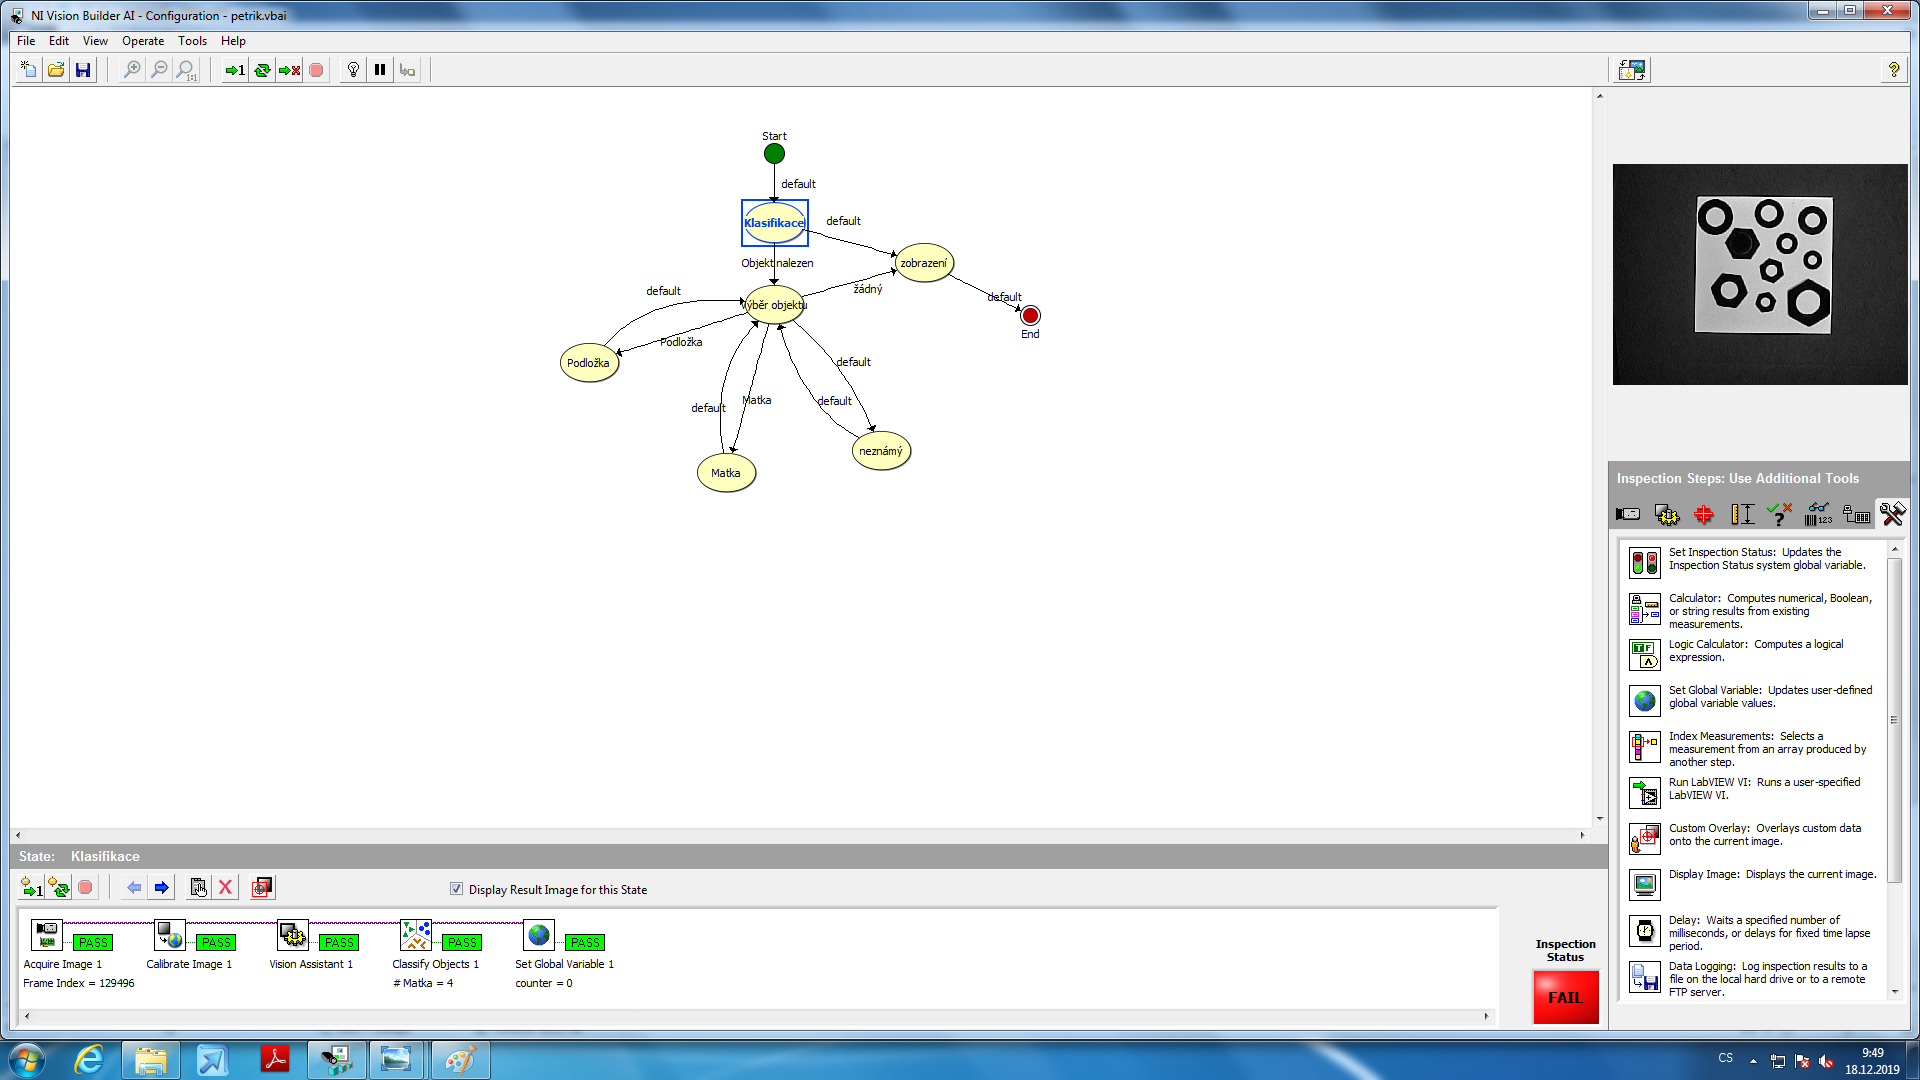 NI Vision Builder AI - Configuration - petrik.vbai
File Edit View Operate Tools Help
Start
default
Klasifikace
default
Objekt nalezen
zobrazení
žádný
default
End
default
Výběr objektu
Podložka
Podložka
default
default
Matka
default
Matka
neznámý
Inspection Steps: Use Additional Tools
Set Inspection Status: Updates the
Inspection Status system global variable.
Calculator: Computes numerical, Boolean,
or string results from existing
measurements.
Logic Calculator: Computes a logical
expression.
Set Global Variable: Updates user-defined
global variable values.
Index Measurements: Selects a
measurement from an array produced by
another step.
Run LabVIEW VI: Runs a user-specified
LabVIEW VI.
Custom Overlay: Overlays custom data
onto the current image.
Display Image: Displays the current image.
Delay: Waits a specified number of
milliseconds, or delays for fixed time lapse
period.
Data Logging: Log inspection results to a
file on the local hard drive or to a remote
FTP server.
State: Klasifikace
Display Result Image for this State
PASS PASS PASS PASS PASS
Acquire Image 1 Calibrate Image 1 Vision Assistant 1 Classify Objects 1 Set Global Variable 1
Frame Index = 129496 # Matka = 4 counter = 0
Inspection
Status
FAIL
CS
9:49
18.12.2019